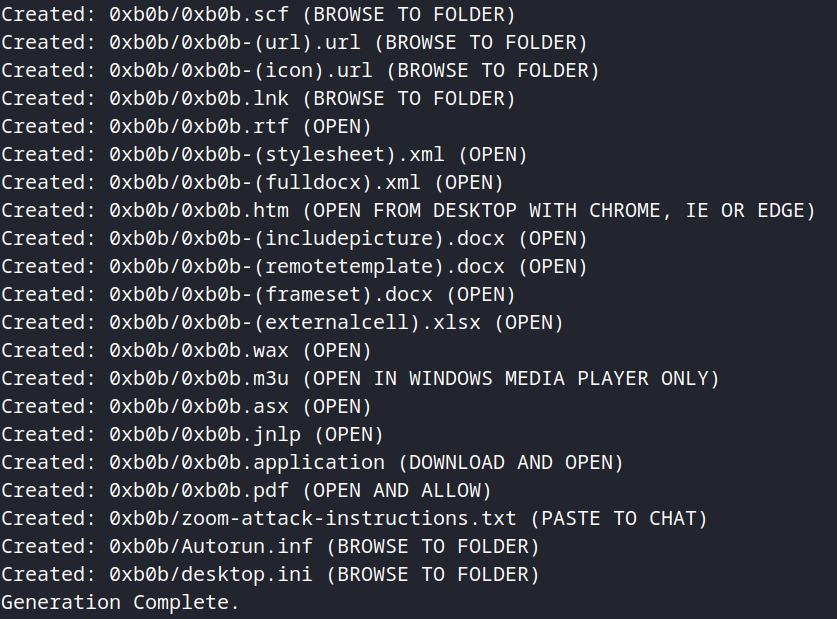 Created: 0xb0b/0xb0b.scf (BROWSE TO FOLDER)
Created: 0xb0b/0xb0b-(url).url (BROWSE TO FOLDER)
Created: 0xb0b/0xb0b-(icon).url (BROWSE TO FOLDER)
Created: 0xb0b/0xb0b.lnk (BROWSE TO FOLDER)
Created: 0xb0b/0xb0b.rtf (OPEN)
Created: 0xb0b/0xb0b-(stylesheet).xml (OPEN)
Created: 0xb0b/0xb0b-(fulldocx).xml (OPEN)
Created: 0xb0b/0xb0b.htm (OPEN FROM DESKTOP WITH CHROME, IE OR EDGE)
Created: 0xb0b/0xb0b-(includepicture).docx (OPEN)
Created: 0xb0b/0xb0b-(remotetemplate).docx (OPEN)
Created: 0xb0b/0xb0b-(frameset).docx (OPEN)
Created: 0xb0b/0xb0b-(externalcell).xlsx (OPEN)
Created: 0xb0b/0xb0b.wax (OPEN)
Created: 0xb0b/0xb0b.m3u (OPEN IN WINDOWS MEDIA PLAYER ONLY)
Created: 0xb0b/0xb0b.asx (OPEN)
Created: 0xb0b/0xb0b.jnlp (OPEN)
Created: 0xb0b/0xb0b.application (DOWNLOAD AND OPEN)
Created: 0xb0b/0xb0b.pdf (OPEN AND ALLOW)
Created: 0xb0b/zoom-attack-instructions.txt (PASTE TO CHAT)
Created: 0xb0b/Autorun.inf (BROWSE TO FOLDER)
Created: 0xb0b/desktop.ini (BROWSE TO FOLDER)
Generation Complete.